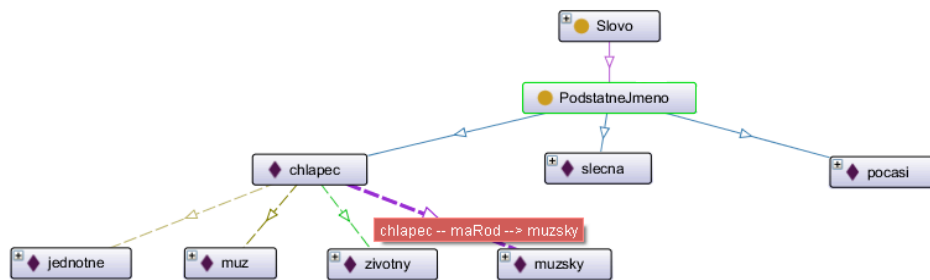 Slovo
PodstatneJmeno
chlapec
slecna
pocasi
chlapec -- maRod --> muzsky
jednotne
muz
zivotny
muzsky